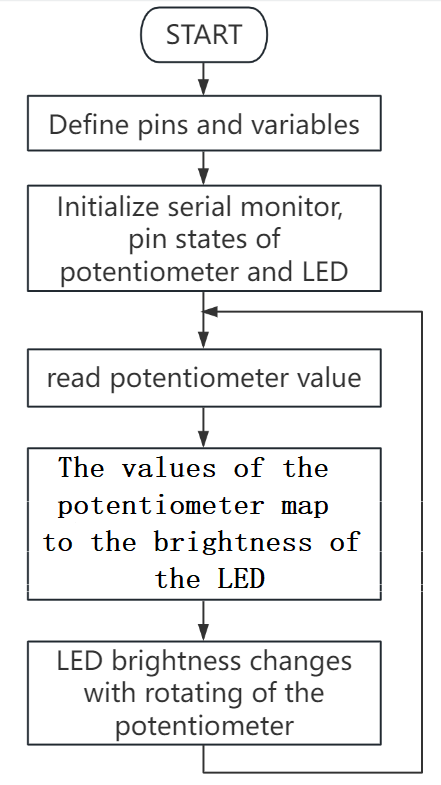 START
Define pins and variables
Initialize serial monitor,
pin states of
potentiometer and LED
read potentiometer value
The values of the
potentiometer map
to the brightness of
the LED
LED brightness changes
with rotating of the
potentiometer